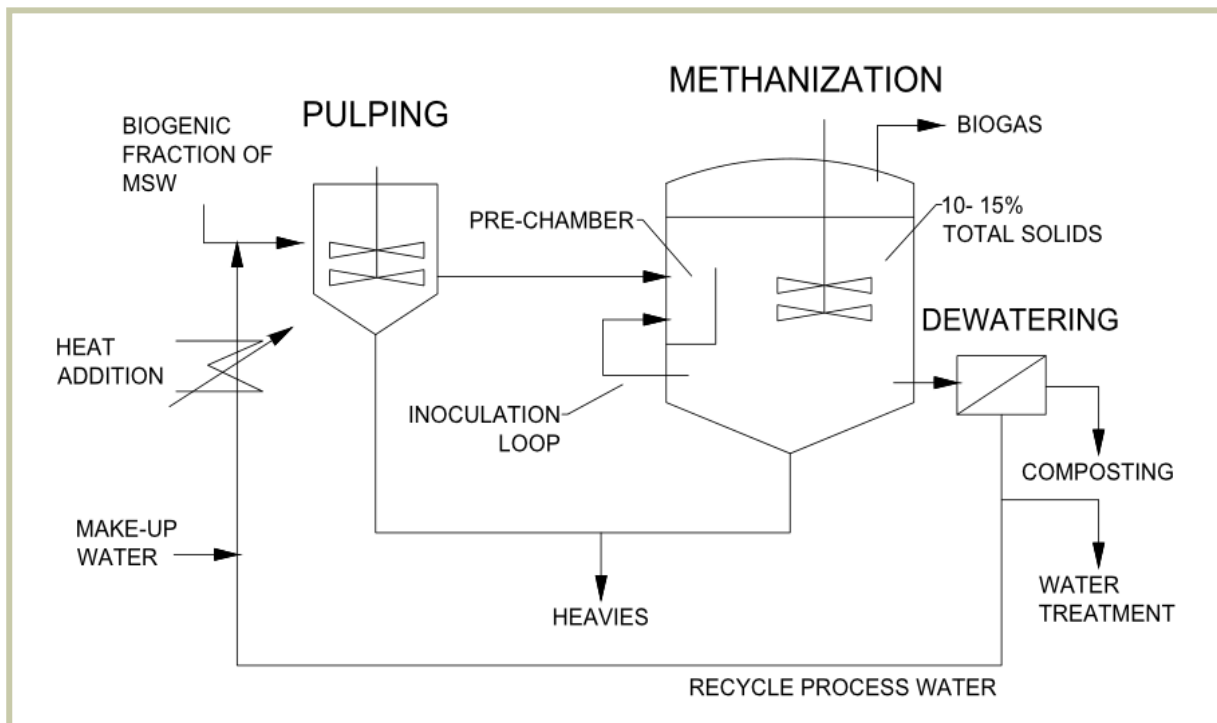 METHANIZATION
PULPING
BIOGENIC
FRACTION OF
MSW
BIOGAS
PRE-CHAMBER
10- 15%
TOTAL SOLIDS
DEWATERING
HEAT
ADDITION
INOCULATION
LOOP
COMPOSTING
MAKE-UP
WATER
HEAVIES
WATER
TREATMENT
RECYCLE PROCESS WATER